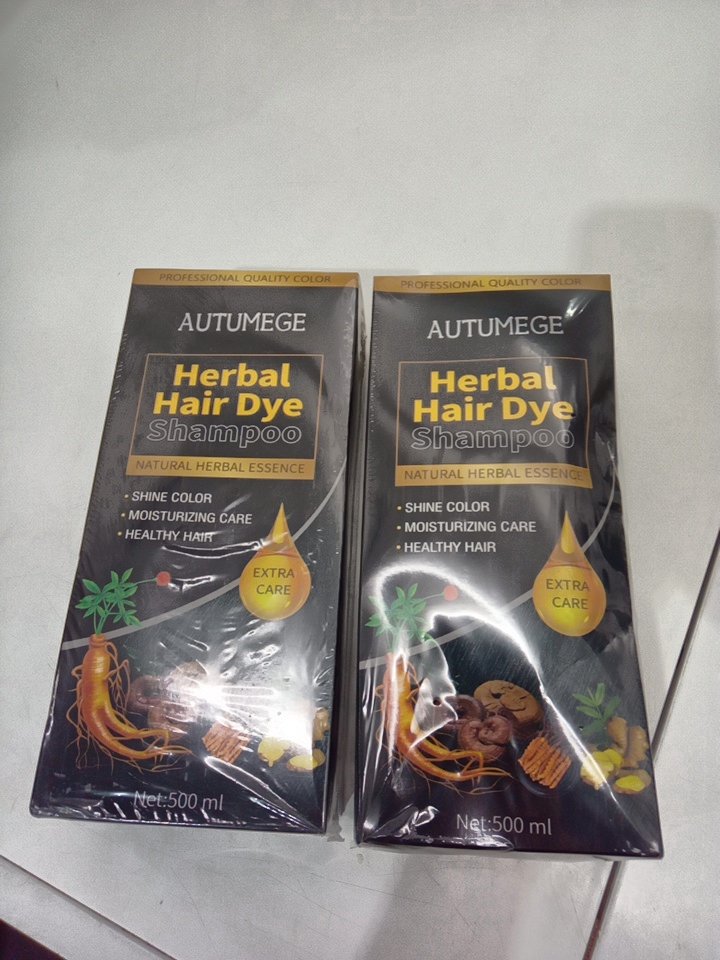 PROFESSIONAL QUALITY COLOR
AUTUMEGE
Herbal
Hair Dye
Shampoo
NATURAL HERBAL ESSENCE
• SHINE COLOR
• MOISTURIZING CARE
• HEALTHY HAIR
EXTRA
CARE
Net:500 ml
PROFESSIONAL QUALITY COLOR
AUTUMEGE
Herbal
Hair Dye
Shampoo
NATURAL HERBAL ESSENCE
• SHINE COLOR
• MOISTURIZING CARE
• HEALTHY HAIR
EXTRA
CARE
Net:500 ml